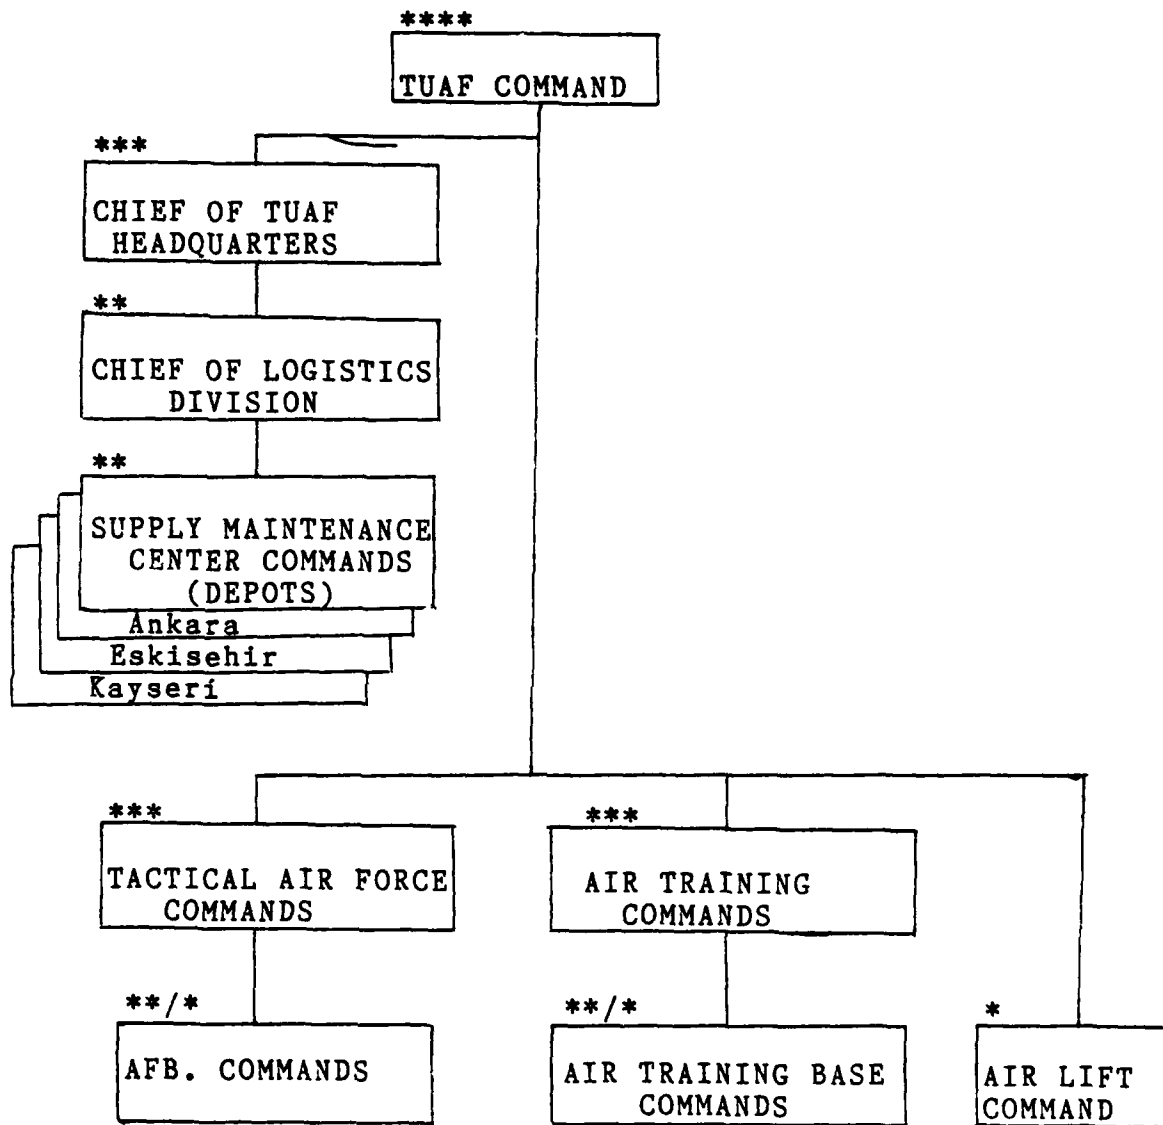 ****
TUAF COMMAND
***
CHIEF OF TUAF
HEADQUARTERS
**
CHIEF OF LOGISTICS
DIVISION
**
SUPPLY MAINTENANCE
CENTER COMMANDS
(DEPOTS)
Ankara
Eskisehir
Kayseri
***
TACTICAL AIR FORCE
COMMANDS
**/*
AFB. COMMANDS
***
AIR TRAINING
COMMANDS
**/*
AIR TRAINING BASE
COMMANDS
*
AIR LIFT
COMMAND